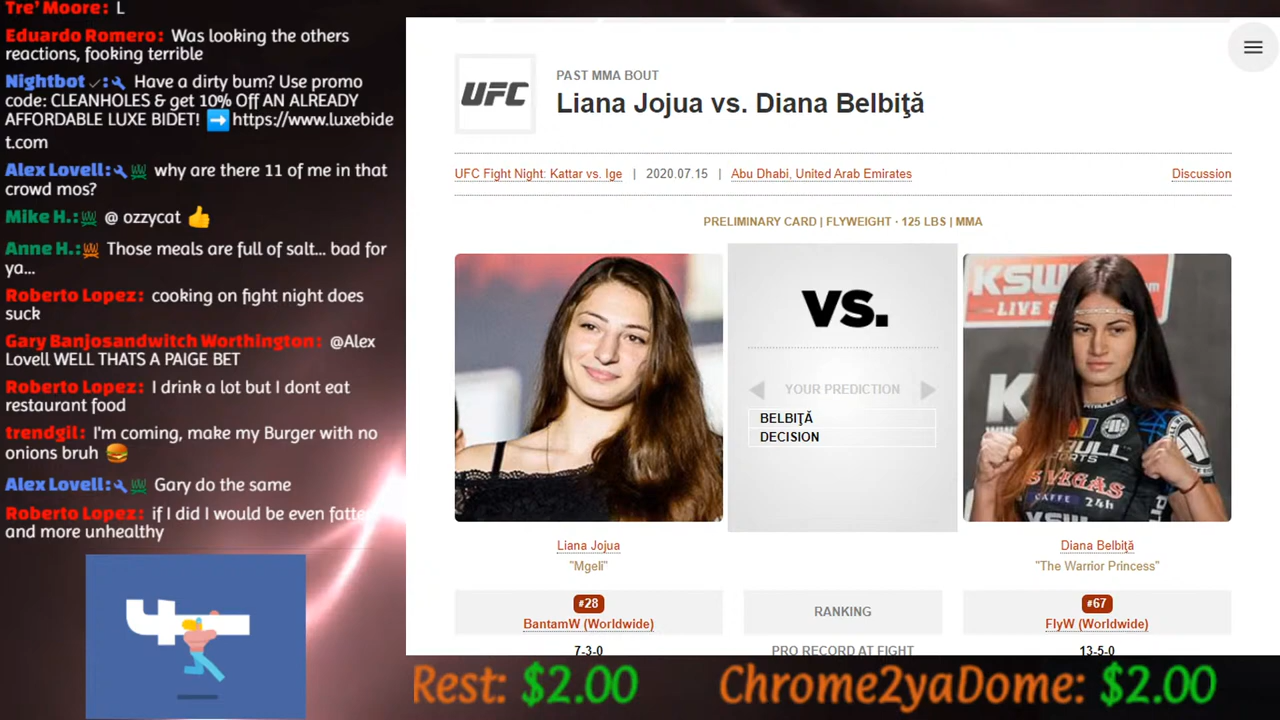 Tre' Moore: L
Eduardo Romero: Was looking the others
reactions, fooking terrible
Nightbot ✓:🔧 Have a dirty bum? Use promo
code: CLEANHOLES & get 10% Off AN ALREADY
AFFORDABLE LUXE BIDET! ➡️ https://www.luxebide
t.com
Alex Lovell: why are there 11 of me in that
crowd mos?
Mike H.: @ ozzycat 👍
Anne H.: Those meals are full of salt... bad for
ya...
Roberto Lopez: cooking on fight night does
suck
Gary Banjosandwitch Worthington: @Alex
Lovell WELL THATS A PAIGE BET
Roberto Lopez: I drink a lot but I dont eat
restaurant food
trendgil: I'm coming, make my Burger with no
onions bruh 🍔
Alex Lovell: Gary do the same
Roberto Lopez: if I did I would be even fatte
and more unhealthy
UFC
PAST MMA BOUT
Liana Jojua vs. Diana Belbiţă
UFC Fight Night: Kattar vs. Ige | 2020.07.15 | Abu Dhabi, United Arab Emirates
Discussion
PRELIMINARY CARD | FLYWEIGHT · 125 LBS | MMA
VS.
YOUR PREDICTION
BELBIŢĂ
DECISION
KSW
LIVE
VEGAS
CAFFE 24h
Liana Jojua
"Mgeli"
Diana Belbiţă
"The Warrior Princess"
#28
BantamW (Worldwide)
RANKING
#67
FlyW (Worldwide)
7-3-0
PRO RECORD AT FIGHT
13-5-0
Rest: $2.00
Chrome2yaDome: $2.00